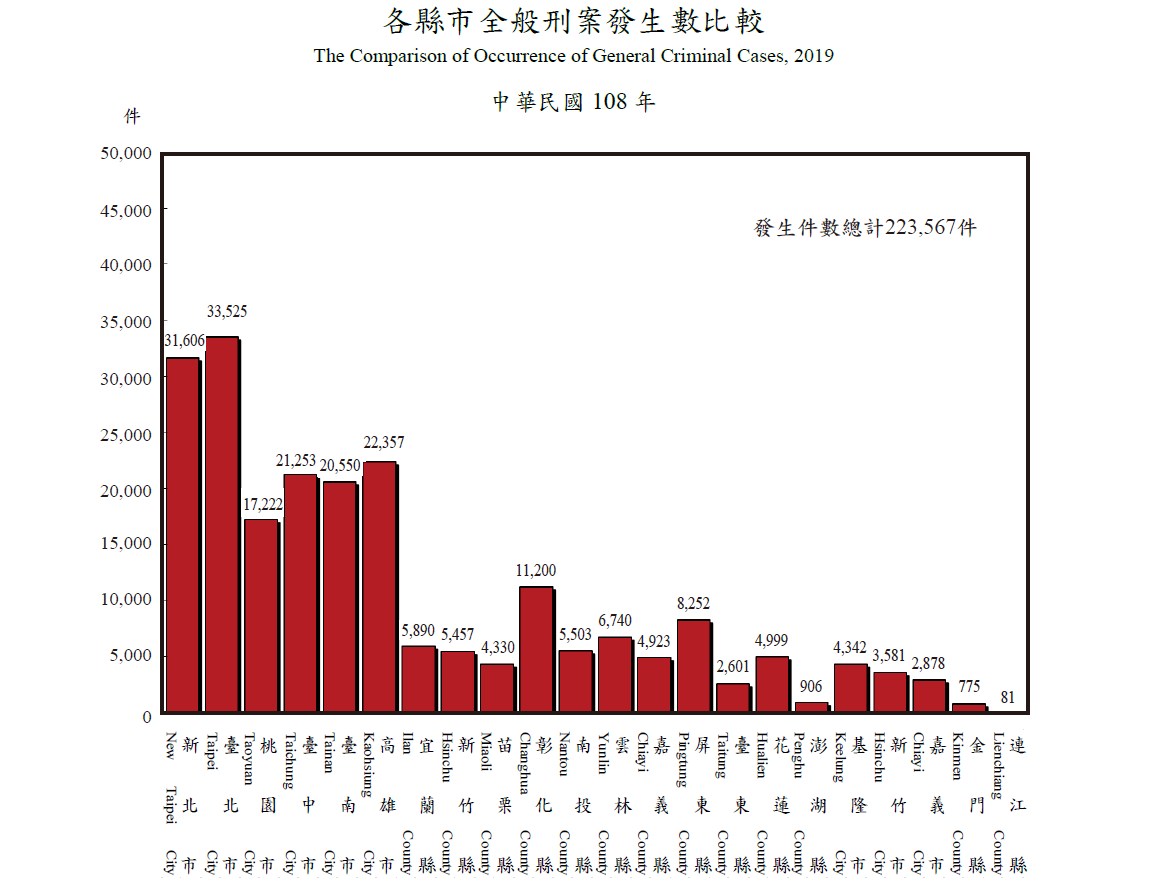 各縣市全般刑案發生數比較
The Comparison of Occurrence of General Criminal Cases, 2019
中華民國 108 年
件
50,000
45,000
40,000
35,000
30,000
25,000
20,000
15,000
10,000
5,000
0
發生件數總計223,567件
31,606
33,525
17,222
21,253
20,550
22,357
5,890
5,457
4,330
11,200
5,503
6,740
4,923
8,252
2,601
4,999
906
4,342
3,581
2,878
775
81
New Taipei City
新北市
Taipei City
臺北市
Taoyuan City
桃園市
Taichung City
臺中市
Tainan City
臺南市
Kaohsiung City
高雄市
Ilan County
宜蘭縣
Hsinchu County
新竹縣
Miaoli County
苗栗縣
Changhua County
彰化縣
Nantou County
南投縣
Yunlin County
雲林縣
Chiayi County
嘉義縣
Pingtung County
屏東縣
Taitung County
臺東縣
Hualien County
花蓮縣
Penghu County
澎湖縣
Keelung City
基隆市
Hsinchu City
新竹市
Chiayi City
嘉義市
Kinmen County
金門縣
Lienchiang County
連江縣